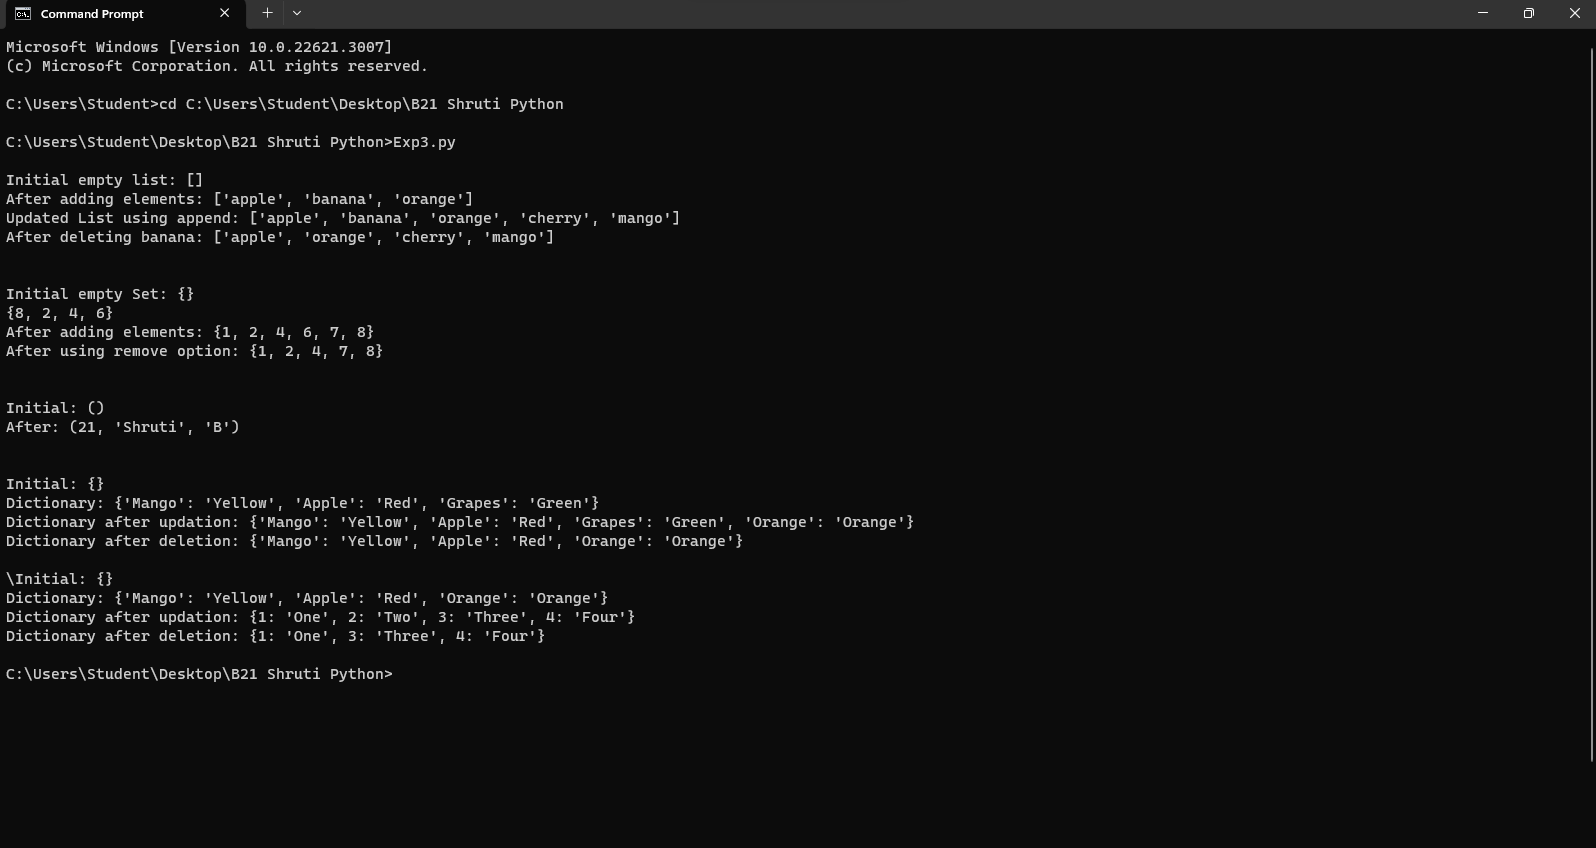 Command Prompt
Microsoft Windows [Version 10.0.22621.3007]
(c) Microsoft Corporation. All rights reserved.
C:\Users\Student>cd C:\Users\Student\Desktop\B21 Shruti Python
C:\Users\Student\Desktop\B21 Shruti Python>Exp3.py
Initial empty list: []
After adding elements: ['apple', 'banana', 'orange']
Updated List using append: ['apple', 'banana', 'orange', 'cherry', 'mango']
After deleting banana: ['apple', 'orange', 'cherry', 'mango']
Initial empty Set: {}
{8, 2, 4, 6}
After adding elements: {1, 2, 4, 6, 7, 8}
After using remove option: {1, 2, 4, 7, 8}
Initial: ()
After: (21, 'Shruti', 'B')
Initial: {}
Dictionary: {'Mango': 'Yellow', 'Apple': 'Red', 'Grapes': 'Green'}
Dictionary after updation: {'Mango': 'Yellow', 'Apple': 'Red', 'Grapes': 'Green', 'Orange': 'Orange'}
Dictionary after deletion: {'Mango': 'Yellow', 'Apple': 'Red', 'Orange': 'Orange'}
\Initial: {}
Dictionary: {'Mango': 'Yellow', 'Apple': 'Red', 'Orange': 'Orange'}
Dictionary after updation: {1: 'One', 2: 'Two', 3: 'Three', 4: 'Four'}
Dictionary after deletion: {1: 'One', 3: 'Three', 4: 'Four'}
C:\Users\Student\Desktop\B21 Shruti Python>